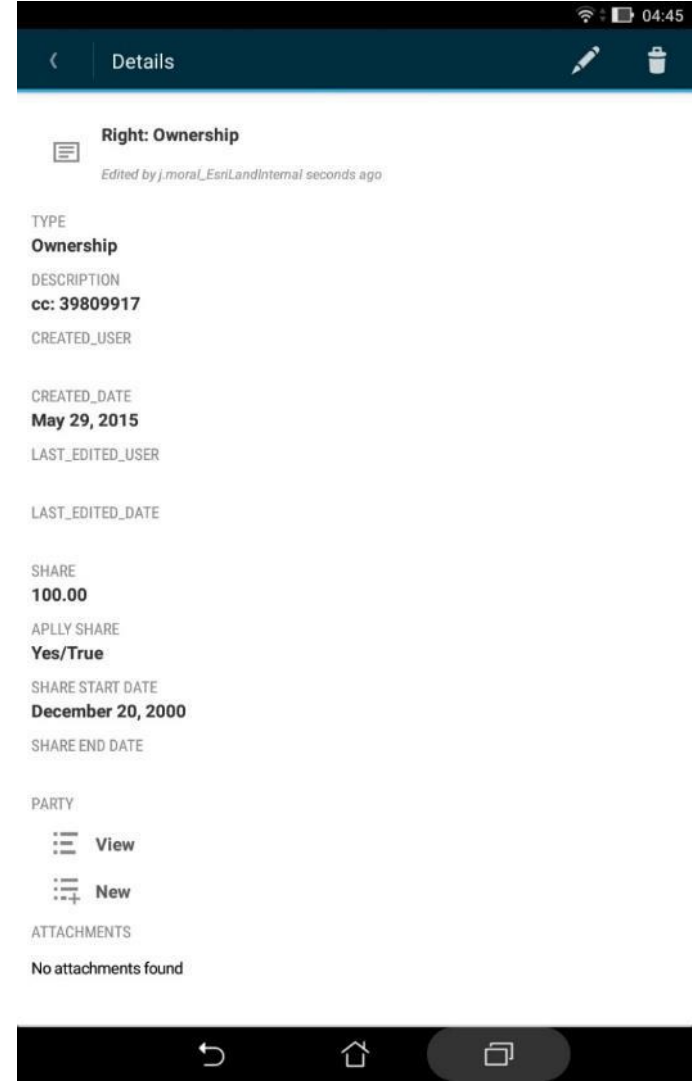 04:45
Details
Right: Ownership
Edited by j.moral_EsriLandInternal seconds ago
TYPE
Ownership
DESCRIPTION
cc: 39809917
CREATED_USER
CREATED_DATE
May 29, 2015
LAST_EDITED_USER
LAST_EDITED_DATE
SHARE
100.00
APLLY SHARE
Yes/True
SHARE START DATE
December 20, 2000
SHARE END DATE
PARTY
View
New
ATTACHMENTS
No attachments found